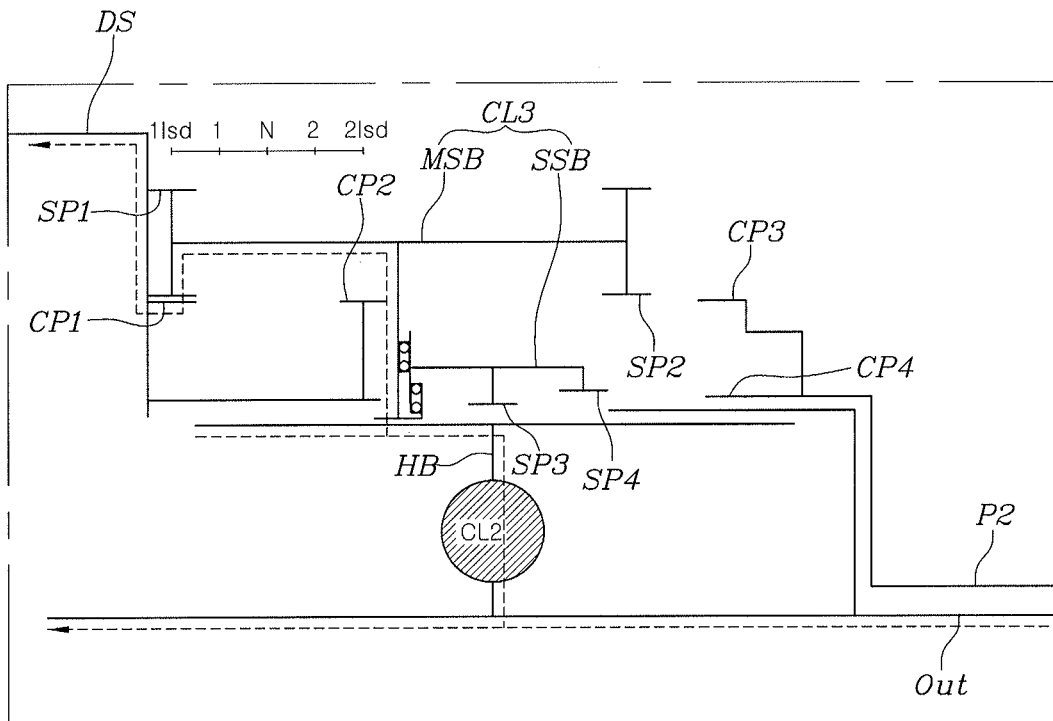 DS
1lsd 1 N 2 2lsd
CL3
MSB SSB
SP1
CP2
CP3
CP1
SP2
CP4
HB
SP3
SP4
CL2
P2
Out